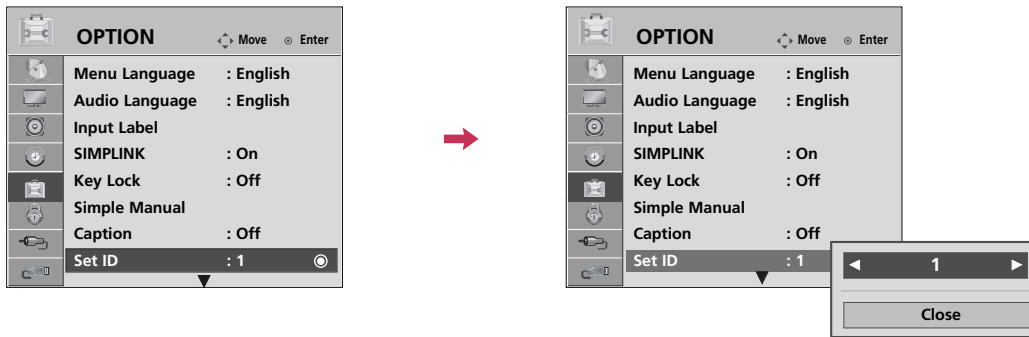 OPTION Move Enter
Menu Language : English
Audio Language : English
Input Label
SIMPLINK : On
Key Lock : Off
Simple Manual
Caption : Off
Set ID : 1
OPTION Move Enter
Menu Language : English
Audio Language : English
Input Label
SIMPLINK : On
Key Lock : Off
Simple Manual
Caption : Off
Set ID : 1
1
Close